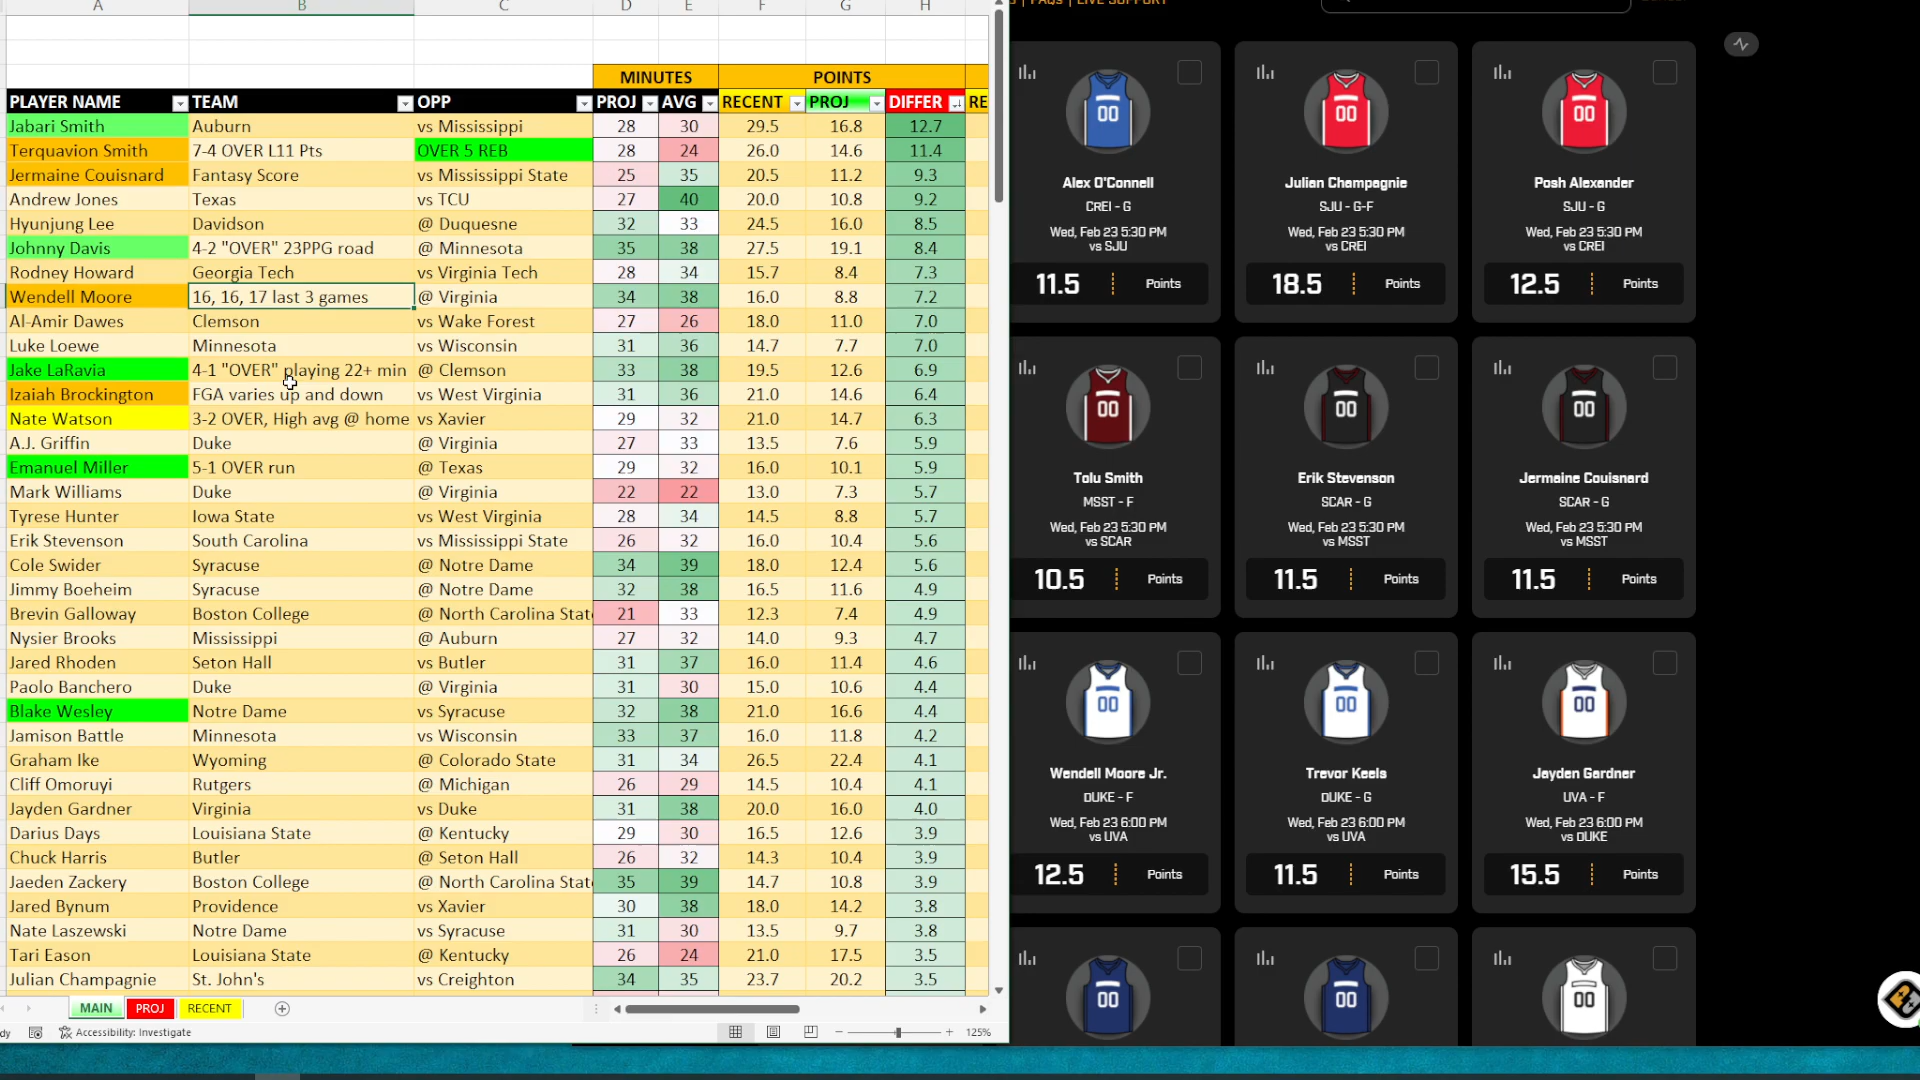 A B C D E F G H
MINUTES POINTS
PLAYER NAME TEAM OPP PROJ AVG RECENT PROJ DIFFER RE
Jabari Smith Auburn vs Mississippi 28 30 29.5 16.8 12.7
Terquavion Smith 7-4 OVER L11 Pts OVER 5 REB 28 24 26.0 14.6 11.4
Jermaine Couisnard Fantasy Score vs Mississippi State 25 35 20.5 11.2 9.3
Andrew Jones Texas vs TCU 27 40 20.0 10.8 9.2
Hyunjung Lee Davidson @ Duquesne 32 33 24.5 16.0 8.5
Johnny Davis 4-2 "OVER" 23PPG road @ Minnesota 35 38 27.5 19.1 8.4
Rodney Howard Georgia Tech vs Virginia Tech 28 34 15.7 8.4 7.3
Wendell Moore 16, 16, 17 last 3 games @ Virginia 34 38 16.0 8.8 7.2
Al-Amir Dawes Clemson vs Wake Forest 27 26 18.0 11.0 7.0
Luke Loewe Minnesota vs Wisconsin 31 36 14.7 7.7 7.0
Jake LaRavia 4-1 "OVER" playing 22+ min @ Clemson 33 38 19.5 12.6 6.9
Izaiah Brockington FGA varies up and down vs West Virginia 31 36 21.0 14.6 6.4
Nate Watson 3-2 OVER, High avg @ home vs Xavier 29 32 21.0 14.7 6.3
A.J. Griffin Duke @ Virginia 27 33 13.5 7.6 5.9
Emanuel Miller 5-1 OVER run @ Texas 29 32 16.0 10.1 5.9
Mark Williams Duke @ Virginia 22 22 13.0 7.3 5.7
Tyrese Hunter Iowa State vs West Virginia 28 34 14.5 8.8 5.7
Erik Stevenson South Carolina vs Mississippi State 26 32 16.0 10.4 5.6
Cole Swider Syracuse @ Notre Dame 34 39 18.0 12.4 5.6
Jimmy Boeheim Syracuse @ Notre Dame 32 38 16.5 11.6 4.9
Brevin Galloway Boston College @ North Carolina Stat 21 33 12.3 7.4 4.9
Nysier Brooks Mississippi @ Auburn 27 32 14.0 9.3 4.7
Jared Rhoden Seton Hall vs Butler 31 37 16.0 11.4 4.6
Paolo Banchero Duke @ Virginia 31 30 15.0 10.6 4.4
Blake Wesley Notre Dame vs Syracuse 32 38 21.0 16.6 4.4
Jamison Battle Minnesota vs Wisconsin 33 37 16.0 11.8 4.2
Graham Ike Wyoming @ Colorado State 31 34 26.5 22.4 4.1
Cliff Omoruyi Rutgers @ Michigan 26 29 14.5 10.4 4.1
Jayden Gardner Virginia vs Duke 31 38 20.0 16.0 4.0
Darius Days Louisiana State @ Kentucky 29 30 16.5 12.6 3.9
Chuck Harris Butler @ Seton Hall 26 32 14.3 10.4 3.9
Jaeden Zackery Boston College @ North Carolina Stat 35 39 14.7 10.8 3.9
Jared Bynum Providence vs Xavier 30 38 18.0 14.2 3.8
Nate Laszewski Notre Dame vs Syracuse 31 30 13.5 9.7 3.8
Tari Eason Louisiana State @ Kentucky 26 24 21.0 17.5 3.5
Julian Champagnie St. John's vs Creighton 34 35 23.7 20.2 3.5
MAIN PROJ RECENT
dy Accessibility: Investigate 125%
FAQs | LIVE SUPPORT
00 00 00
Alex O'Connell Julian Champagnie Posh Alexander
CREI - G SJU - G-F SJU - G
Wed, Feb 23 5:30 PM Wed, Feb 23 5:30 PM Wed, Feb 23 5:30 PM
vs SJU vs CREI vs CREI
11.5 Points 18.5 Points 12.5 Points
00 00 00
Tolu Smith Erik Stevenson Jermaine Couisnard
MSST - F SCAR - G SCAR - G
Wed, Feb 23 5:30 PM Wed, Feb 23 5:30 PM Wed, Feb 23 5:30 PM
vs SCAR vs MSST vs MSST
10.5 Points 11.5 Points 11.5 Points
00 00 00
Wendell Moore Jr. Trevor Keels Jayden Gardner
DUKE - F DUKE - G UVA - F
Wed, Feb 23 6:00 PM Wed, Feb 23 6:00 PM Wed, Feb 23 6:00 PM
vs UVA vs UVA vs DUKE
12.5 Points 11.5 Points 15.5 Points
00 00 00